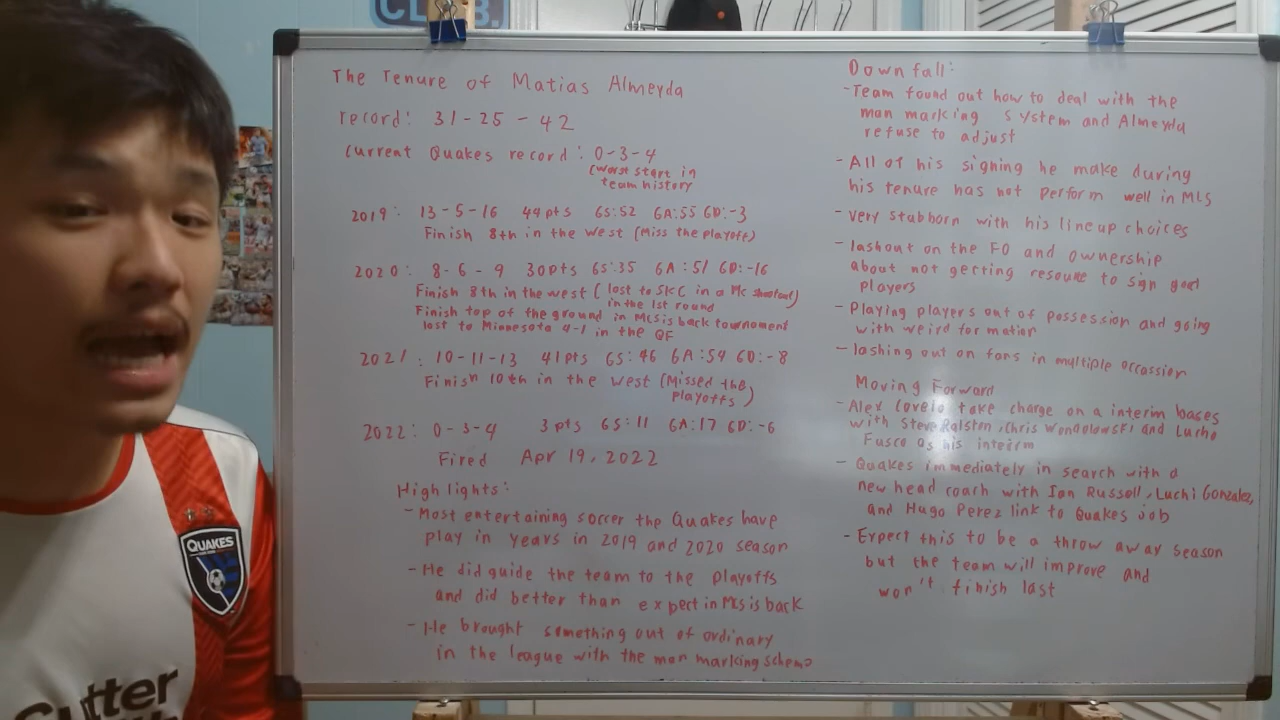 CLUB.
The Tenure of Matias Almeyda
record: 31-25-42
current Quakes record: 0-3-4
(worst start in
team history
2019: 13-5-16 44pts GS:52 GA:55 GD:-3
Finish 8th in the west (Miss the playoff)
2020: 8-6-9 30pts GS:35 GA:51 GD:-16
Finish 8th in the west (lost to SKC in a PK shootout)
in the 1st round
Finish top of the ground in MLS is back tournoment
lost to Minnesota 4-1 in the QF
2021: 10-11-13 41pts GS:46 GA:54 GD:-8
Finish 10th in the west (Missed the
playoffs)
2022: 0-3-4 3pts GS:11 GA:17 GD:-6
Fired Apr 19, 2022
Highlights:
-Most entertaining soccer the Quakes have
play in years in 2019 and 2020 season
-He did guide the team to the playoffs
and did better than expect in MLS is back
-He brought something out of ordinary
in the league with the man marking scheme
Downfall:
-Team found out how to deal with the
man marking system and Almeyda
refuse to adjust
-All of his signing he make during
his tenure has not perform well in MLS
-very stubborn with his lineup choices
-lashout on the FO and ownership
about not getting resource to sign good
players
-Playing players out of possession and going
with weird formation
-lashing out on fans in multiple occassion
Moving Forward
-Alex Covelo take charge on a interim bases
with Steve Ralston, Chris Wondolowski and Lucho
Fusco as his interim
-Quakes immediately in search with a
new head coach with Ian Russell, Luchi Gonzalez,
and Hugo Perez link to Quakes job
-Expect this to be a throw away season
but the team will improve and
won't finish last
QUAKES
Sutter